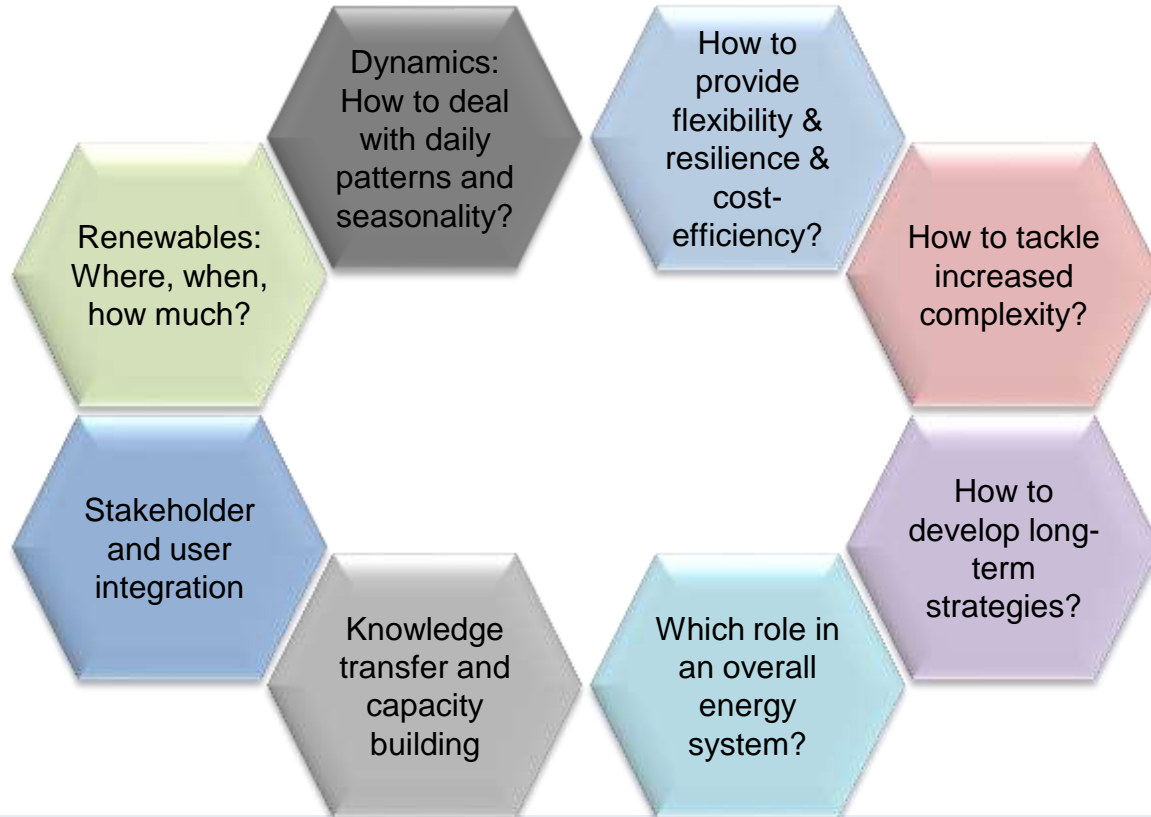 Dynamics:
How to deal
with daily
patterns and
seasonality?
How to
provide
flexibility &
resilience &
cost-
efficiency?
Renewables:
Where, when,
how much?
How to tackle
increased
complexity?
Stakeholder
and user
integration
How to
develop long-
term
strategies?
Knowledge
transfer and
capacity
building
Which role in
an overall
energy
system?